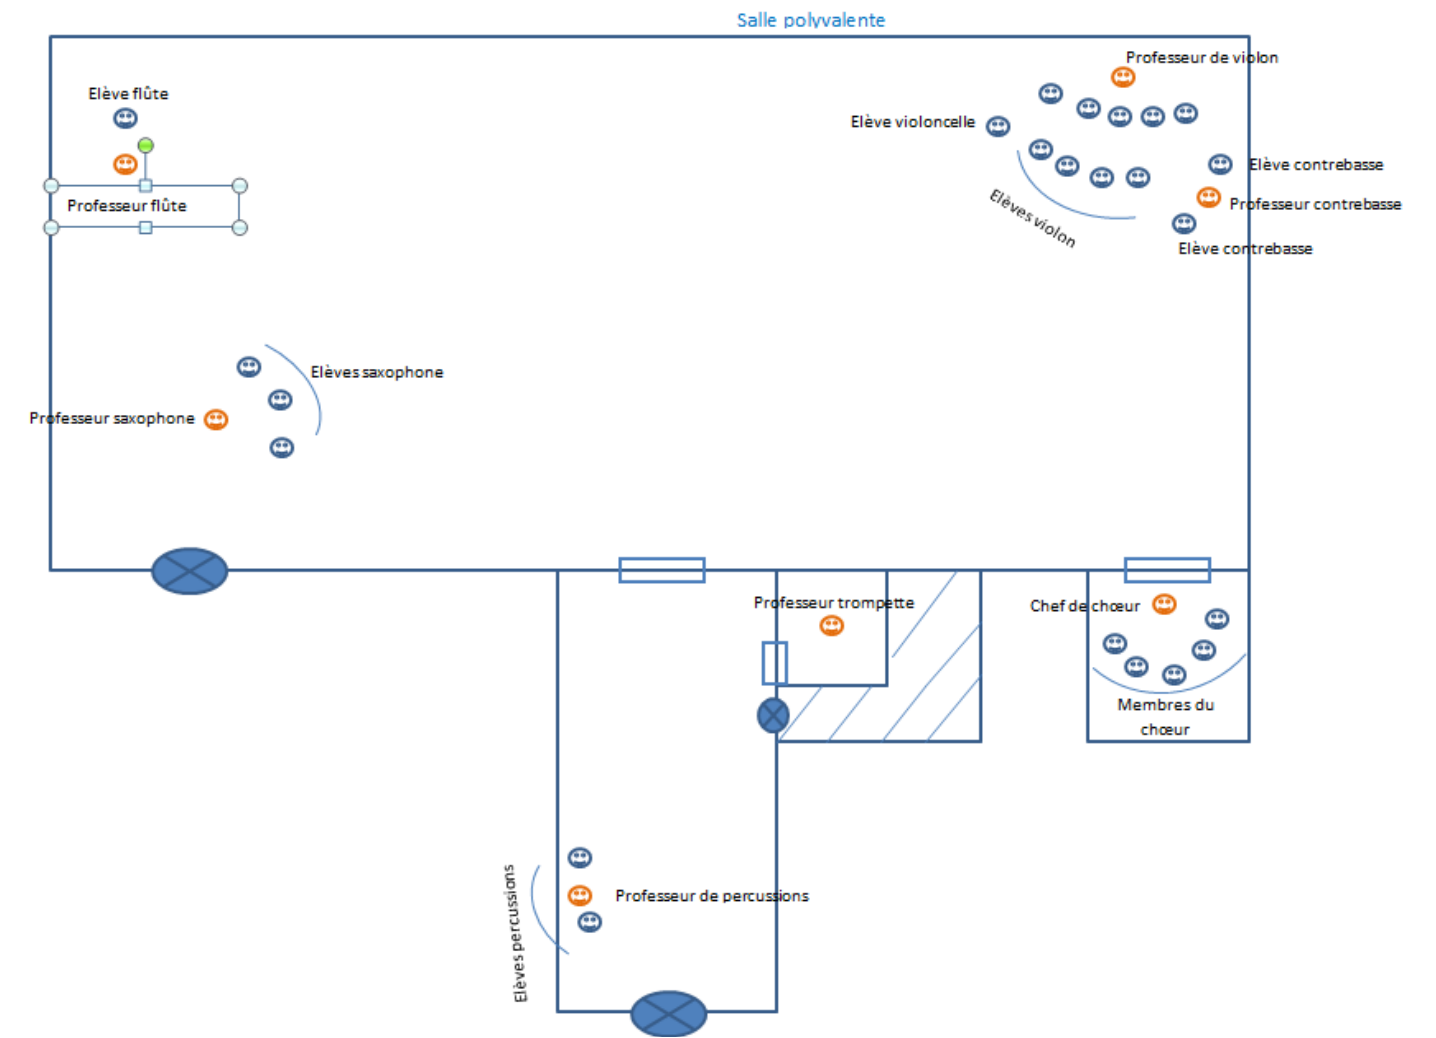 Salle polyvalente
Professeur de violon
Elève flûte
Elève violoncelle
Elève contrebasse
Professeur flûte
Professeur contrebasse
Elèves violon
Elève contrebasse
Elèves saxophone
Professeur saxophone
Professeur trompette
Chef de chœur
Membres du
chœur
Professeur de percussions
Elèves percussions